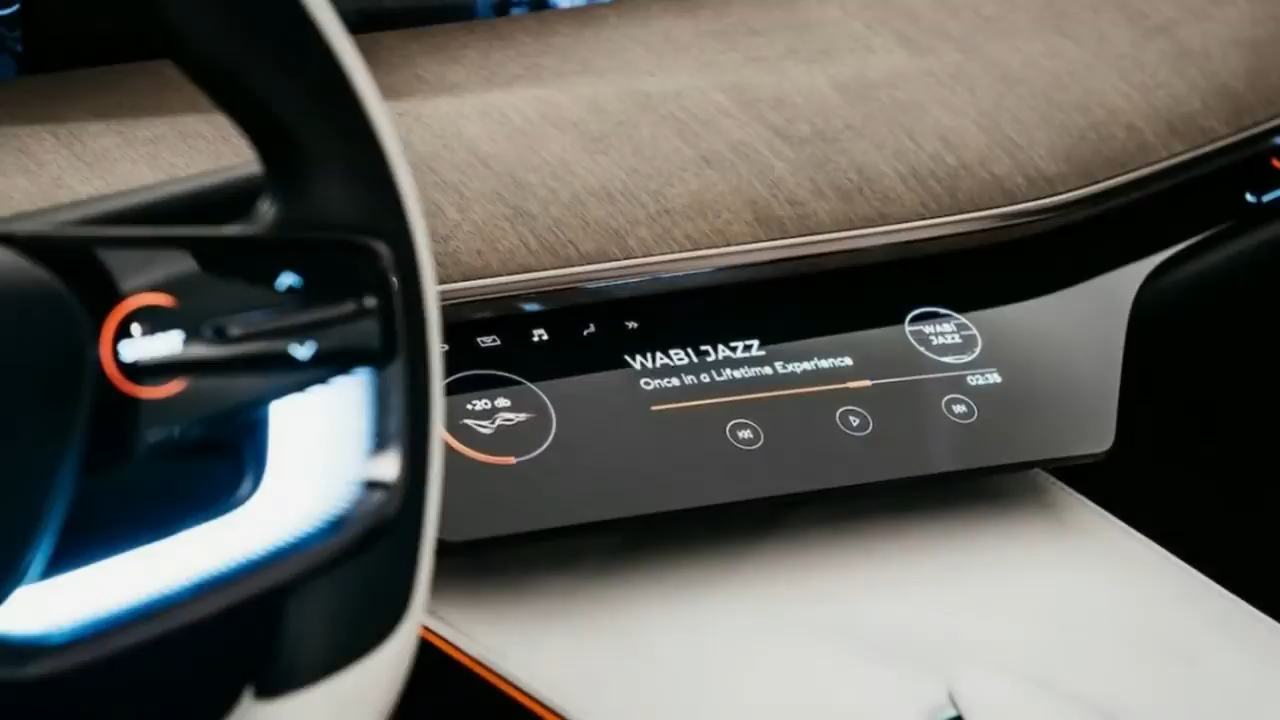 WABI JAZZ
Once in a Lifetime Experience
WABI
JAZZ
02:35
+20 db